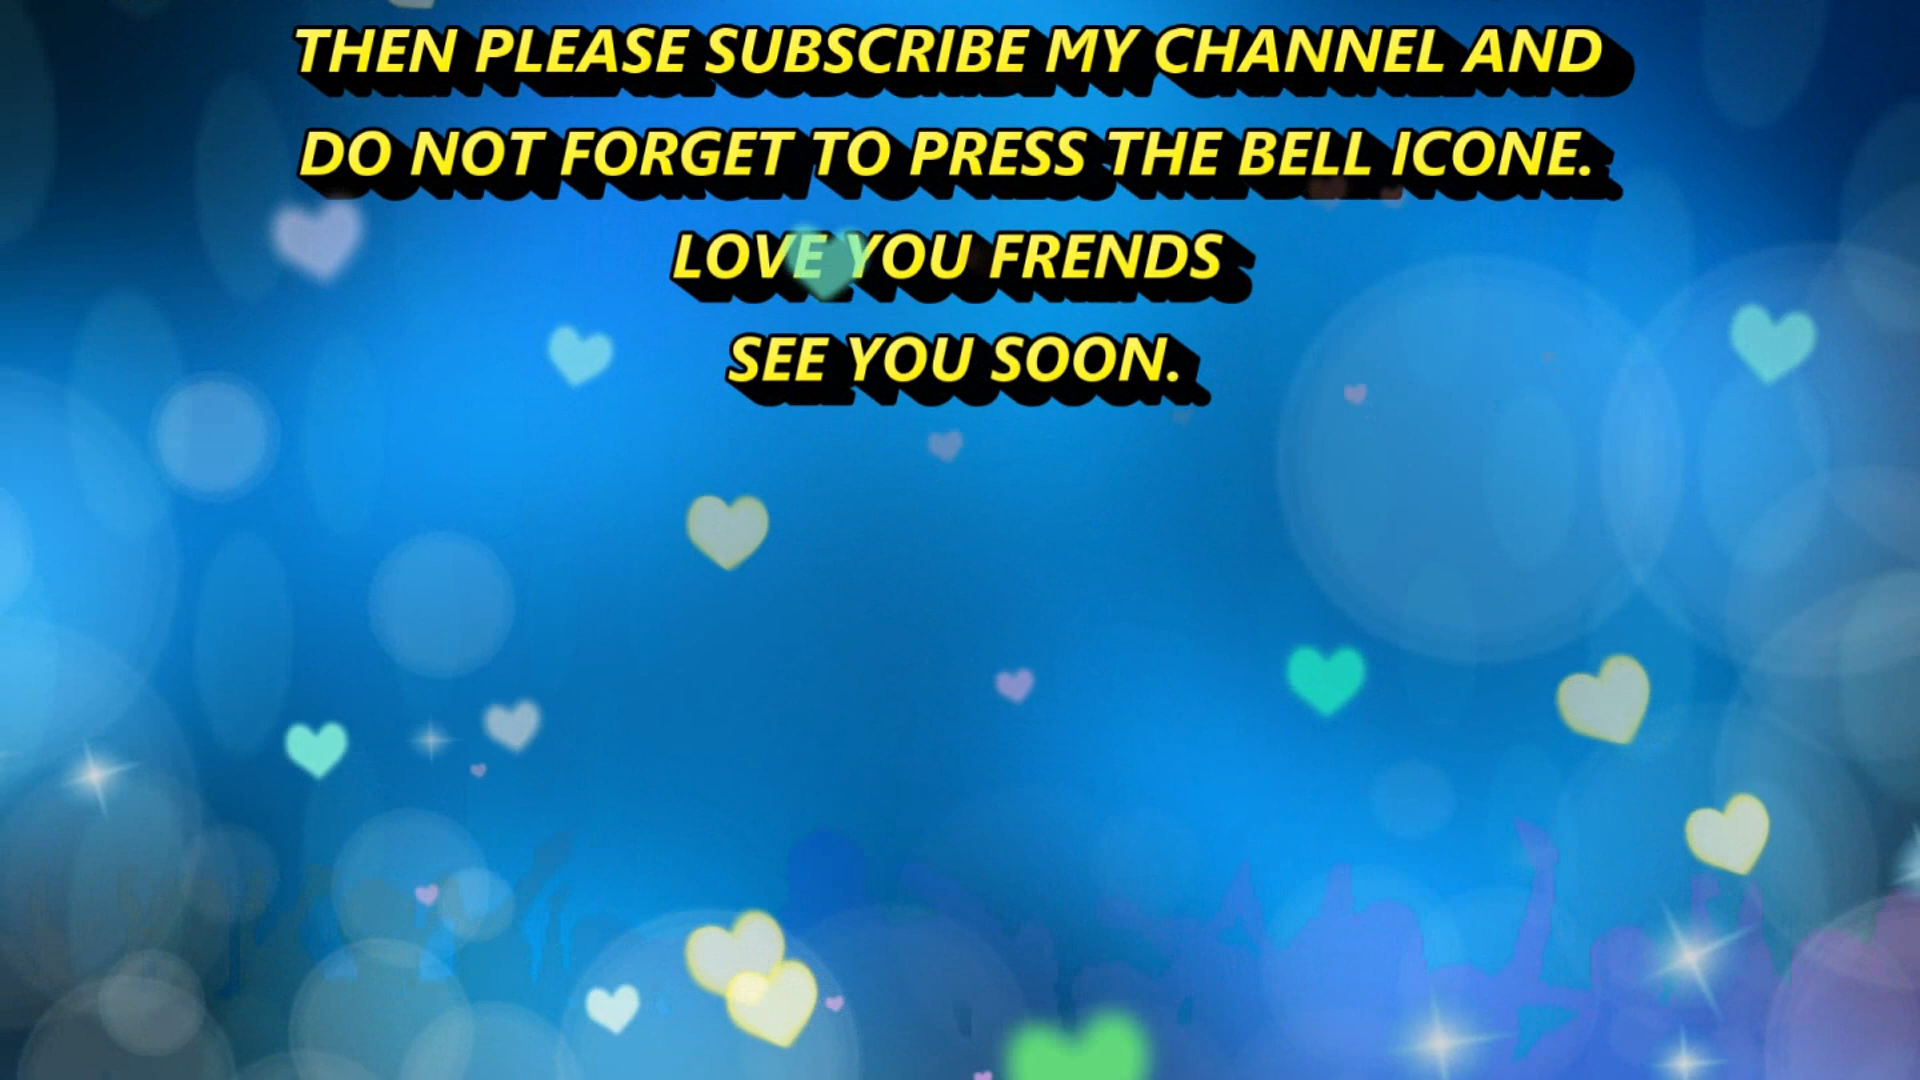 THEN PLEASE SUBSCRIBE MY CHANNEL AND
DO NOT FORGET TO PRESS THE BELL ICONE.
LOVE YOU FRENDS
SEE YOU SOON.